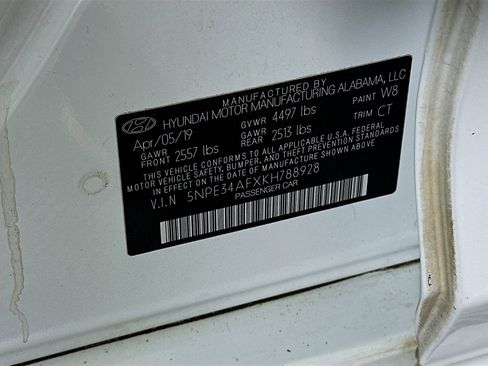 MANUFACTURED BY
HYUNDAI MOTOR MANUFACTURING ALABAMA, LLC
Apr/05/19 GVWR 4497 lbs PAINT W8
GAWR FRONT 2557 lbs GAWR REAR 2513 lbs TRIM CT
THIS VEHICLE CONFORMS TO ALL APPLICABLE U.S.A. FEDERAL
MOTOR VEHICLE SAFETY, BUMPER, AND THEFT PREVENTION
STANDARDS IN EFFECT ON THE DATE OF MANUFACTURE SHOWN ABOVE.
V.I.N 5NPE34AFXKH788928
PASSENGER CAR